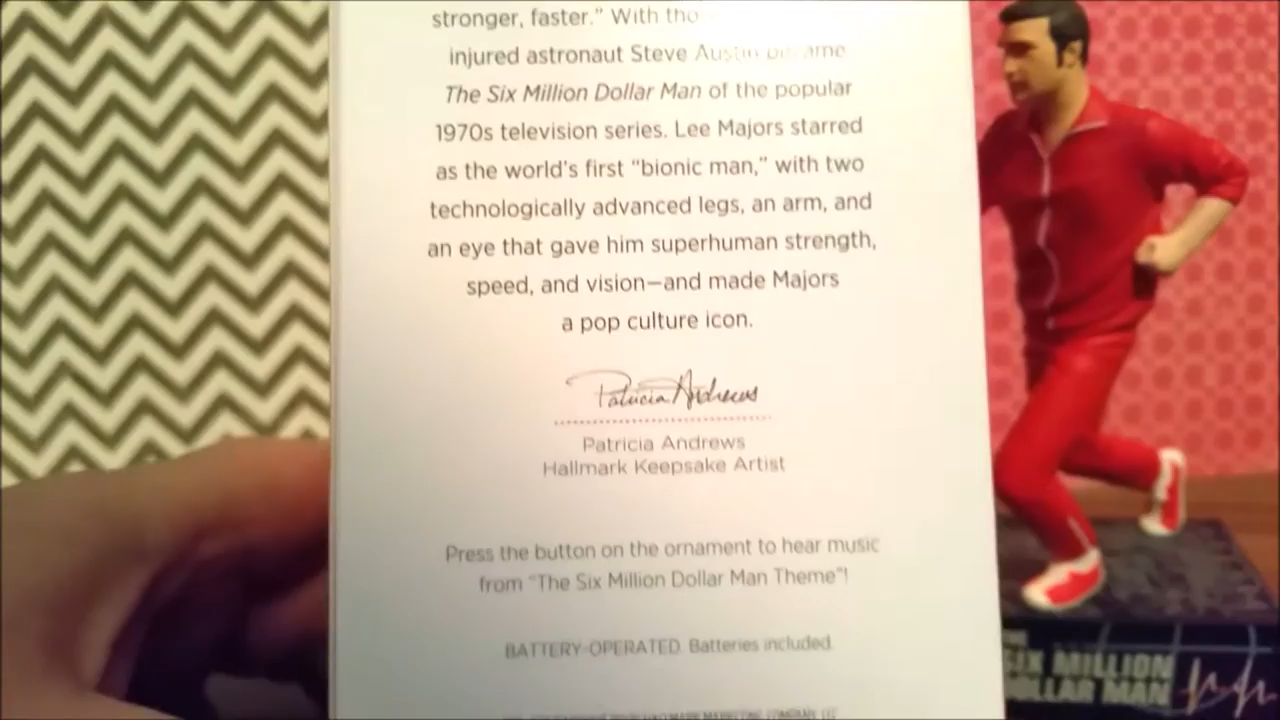 stronger, faster.” With tho
injured astronaut Steve Austin became
The Six Million Dollar Man of the popular
1970s television series. Lee Majors starred
as the world’s first “bionic man,” with two
technologically advanced legs, an arm, and
an eye that gave him superhuman strength,
speed, and vision—and made Majors
a pop culture icon.
Patricia Andrews
Patricia Andrews
Hallmark Keepsake Artist
Press the button on the ornament to hear music
from “The Six Million Dollar Man Theme”!
BATTERY-OPERATED. Batteries included.
SIX MILLION
DOLLAR MAN